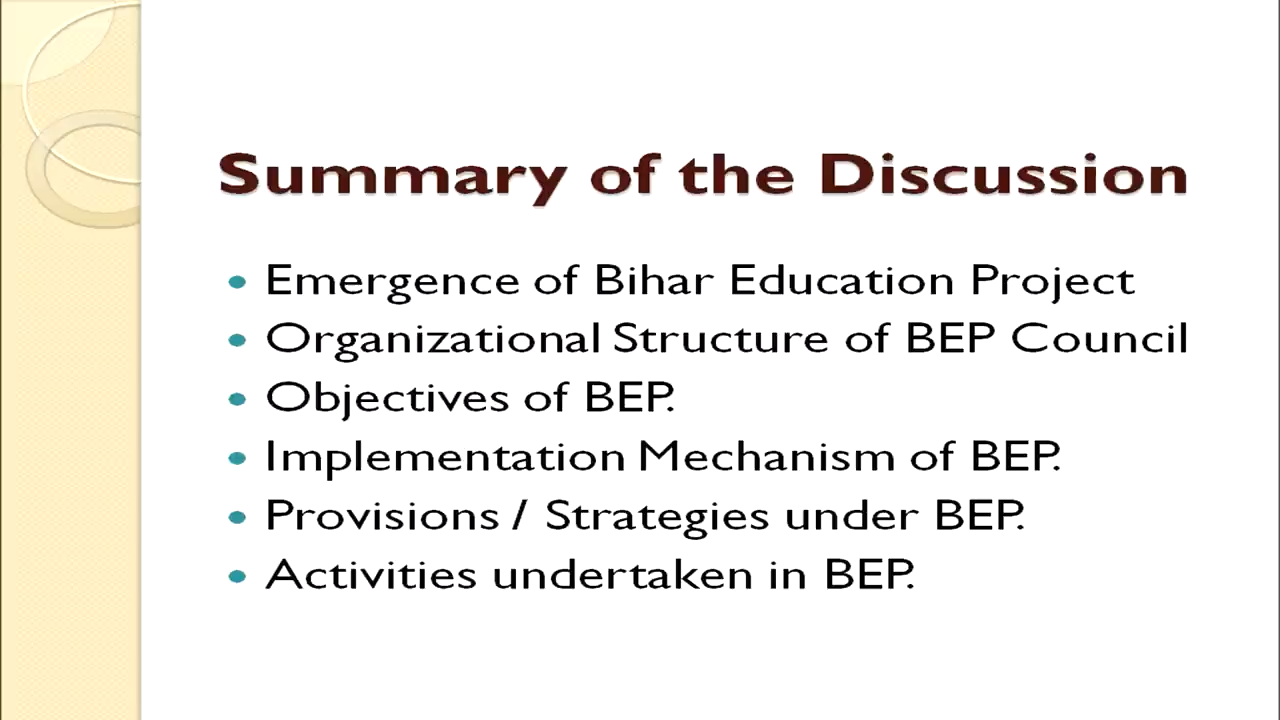 Summary of the Discussion
• Emergence of Bihar Education Project
• Organizational Structure of BEP Council
• Objectives of BEP.
• Implementation Mechanism of BEP.
• Provisions / Strategies under BEP.
• Activities undertaken in BEP.